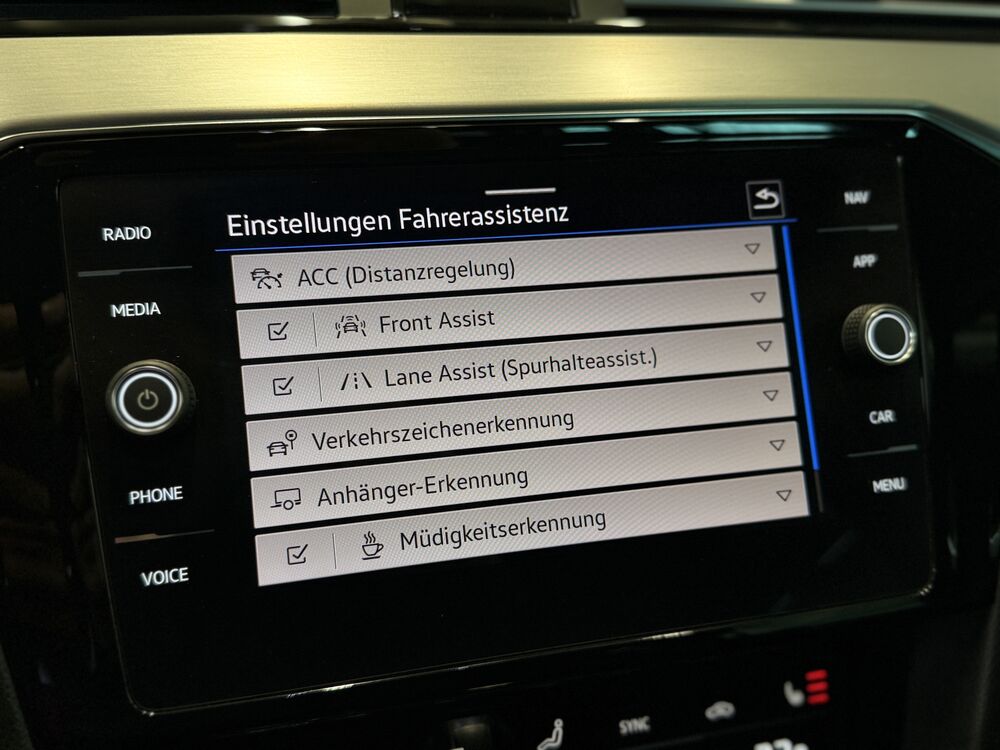 Einstellungen Fahrerassistenz
ACC (Distanzregelung)
Front Assist
Lane Assist (Spurhalteassist.)
Verkehrszeichenerkennung
Anhänger-Erkennung
Müdigkeitserkennung
RADIO
MEDIA
PHONE
VOICE
NAV
APP
CAR
MENU
SYNC